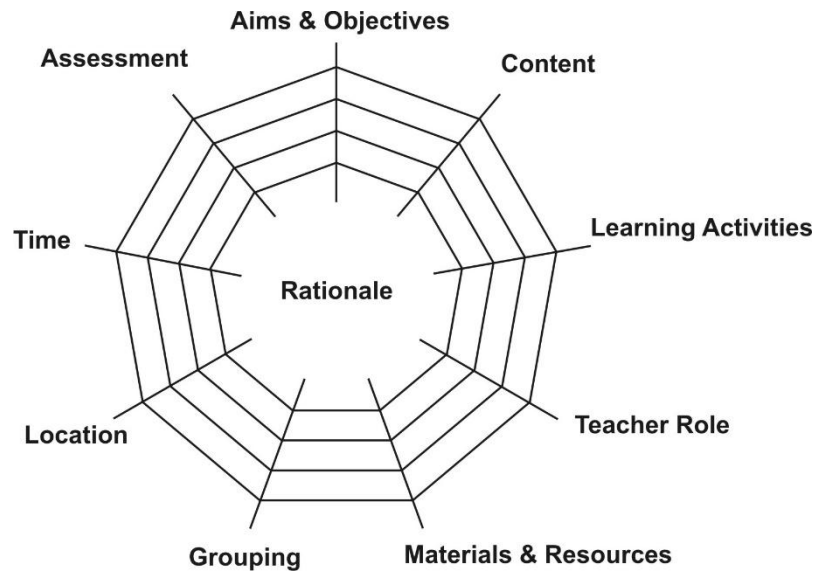 Aims & Objectives
Assessment
Content
Time
Learning Activities
Rationale
Location
Teacher Role
Grouping
Materials & Resources